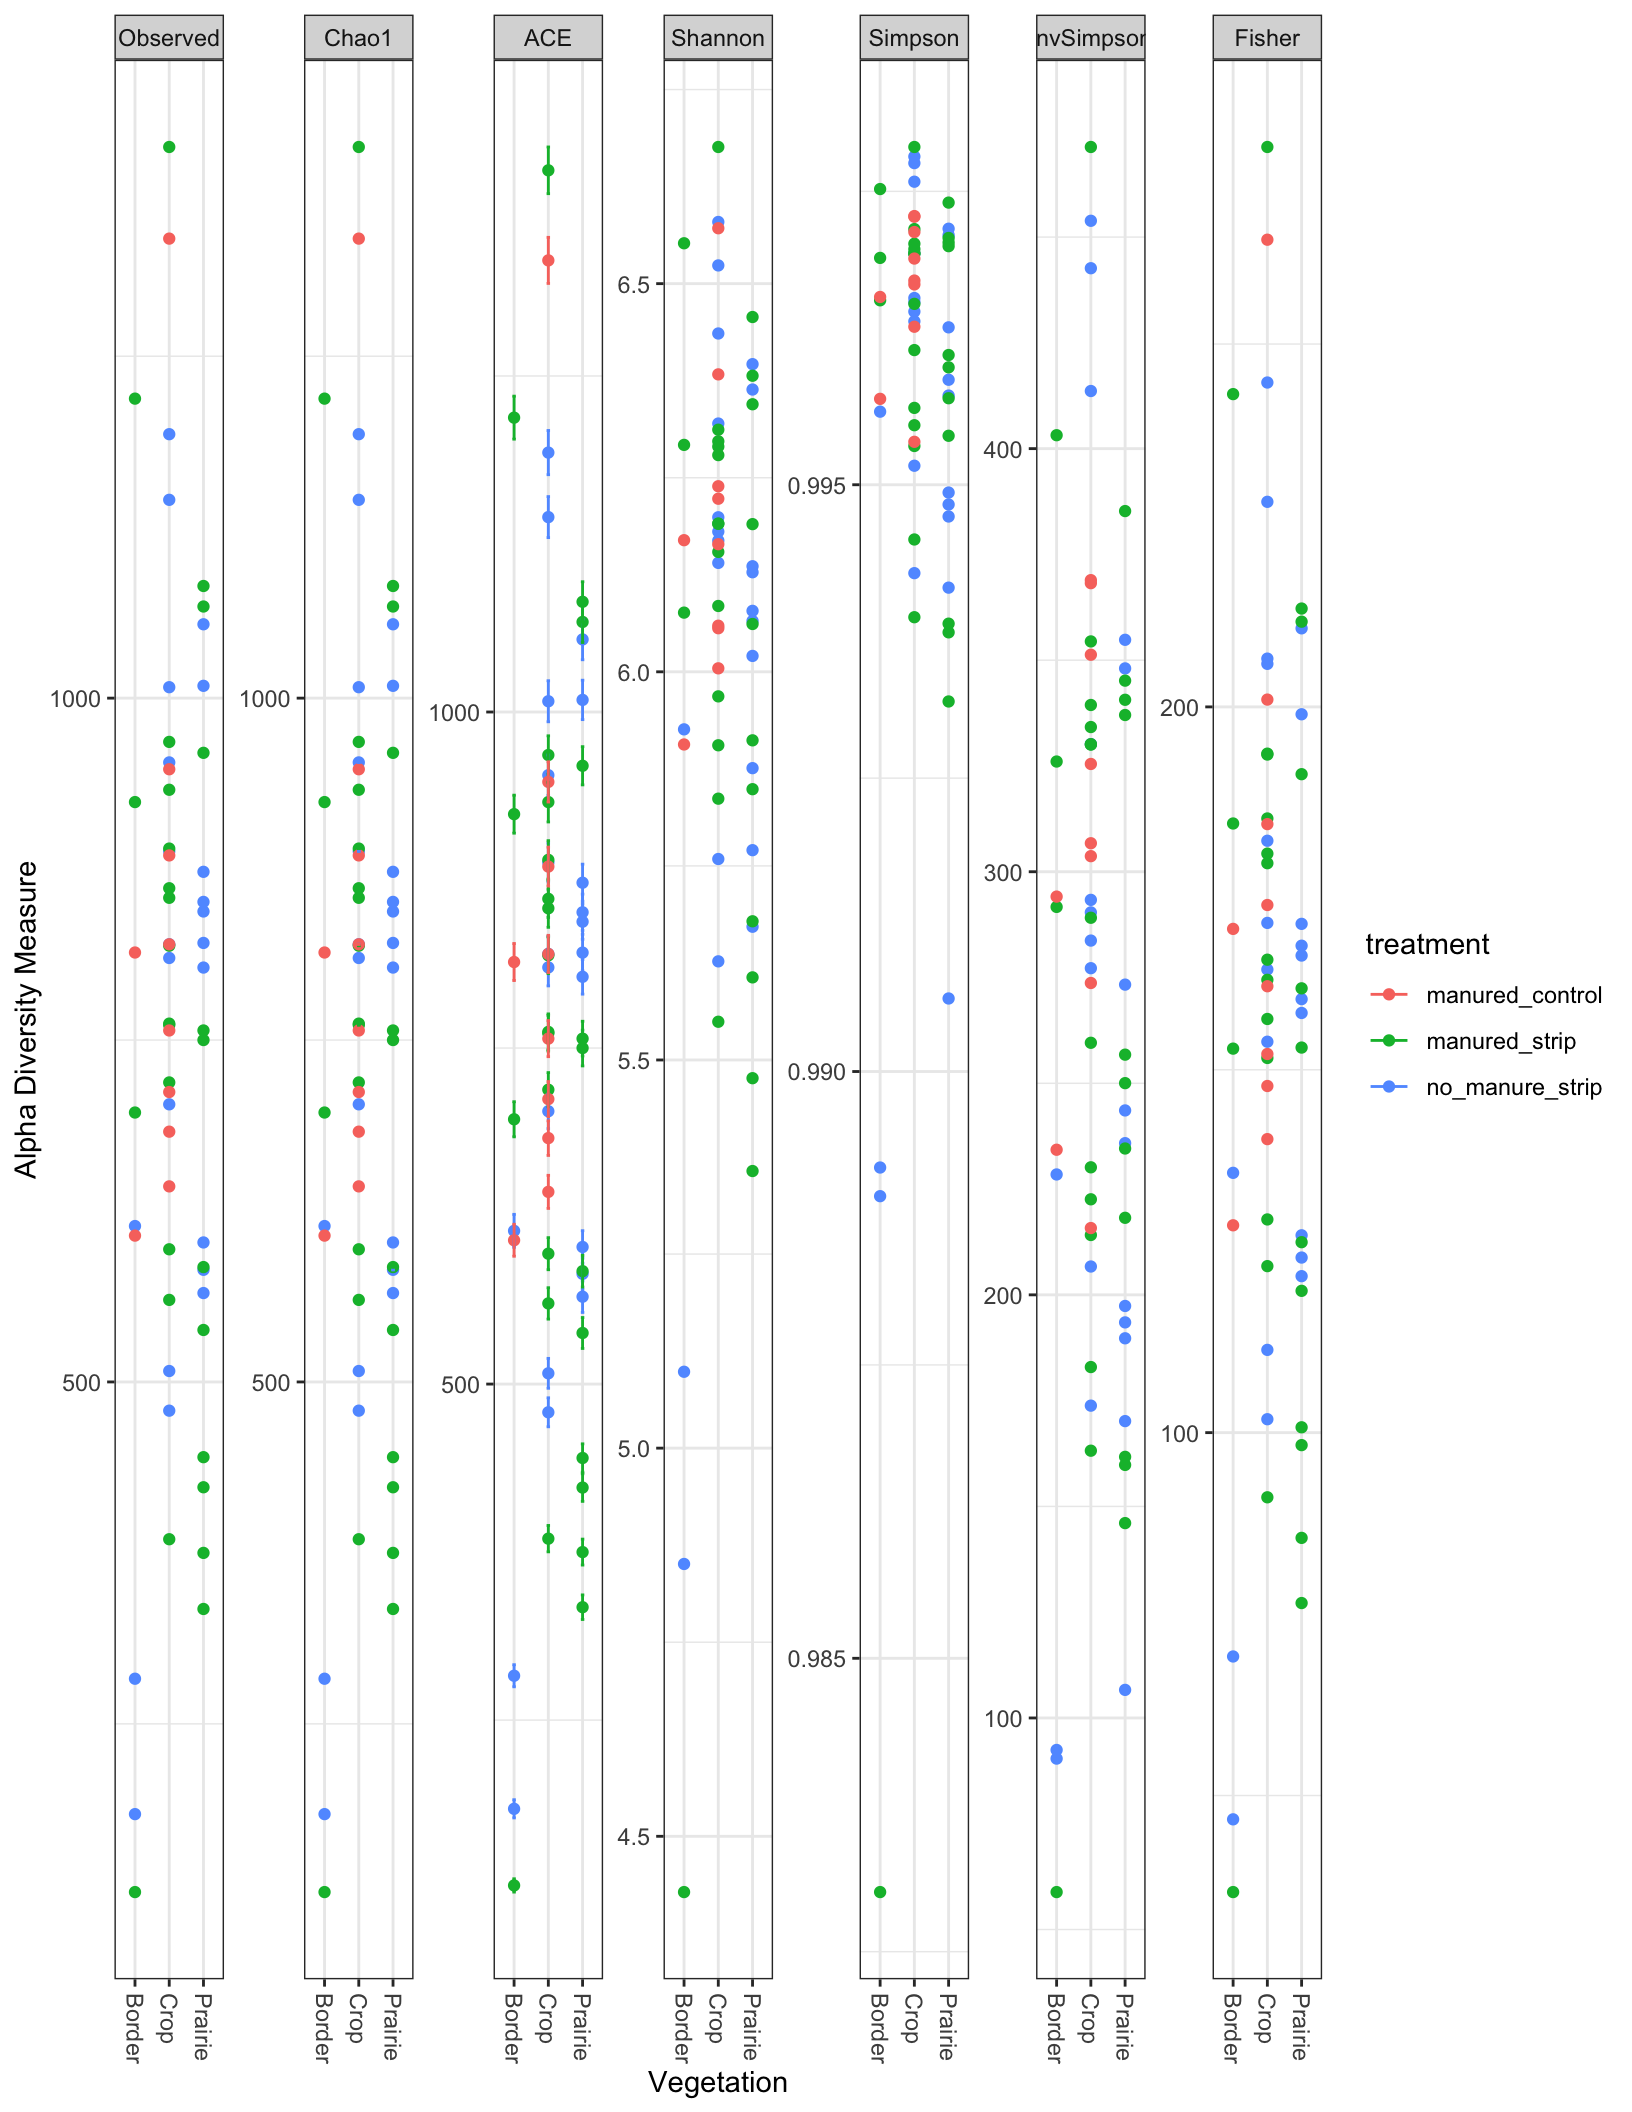 Observed
Chao1
ACE
Shannon
Simpson
nvSimpsor
Fisher
Alpha Diversity Measure
1000
500
1000
500
1000
500
6.5
6.0
5.5
5.0
4.5
0.995
0.990
0.985
400
300
200
100
200
100
Border
Crop
Prairie
Border
Crop
Prairie
Border
Crop
Prairie
Border
Crop
Prairie
Border
Crop
Prairie
Border
Crop
Prairie
Border
Crop
Prairie
Vegetation
treatment
manured_control
manured_strip
no_manure_strip